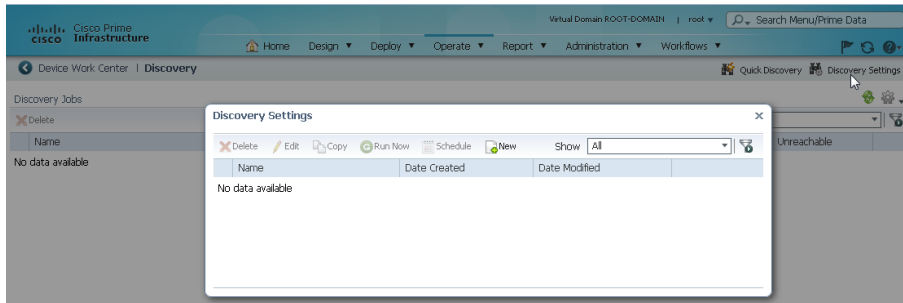 Virtual Domain ROOT-DOMAIN | root ▼ Search Menu/Prime Data
Cisco Prime
CISCO Infrastructure
Home Design ▼ Deploy ▼ Operate ▼ Report ▼ Administration ▼ Workflows ▼
Device Work Center | Discovery Quick Discovery Discovery Settings
Discovery Jobs
Delete
Name Unreachable
No data available
Discovery Settings
Delete Edit Copy Run Now Schedule New Show All
Name Date Created Date Modified
No data available